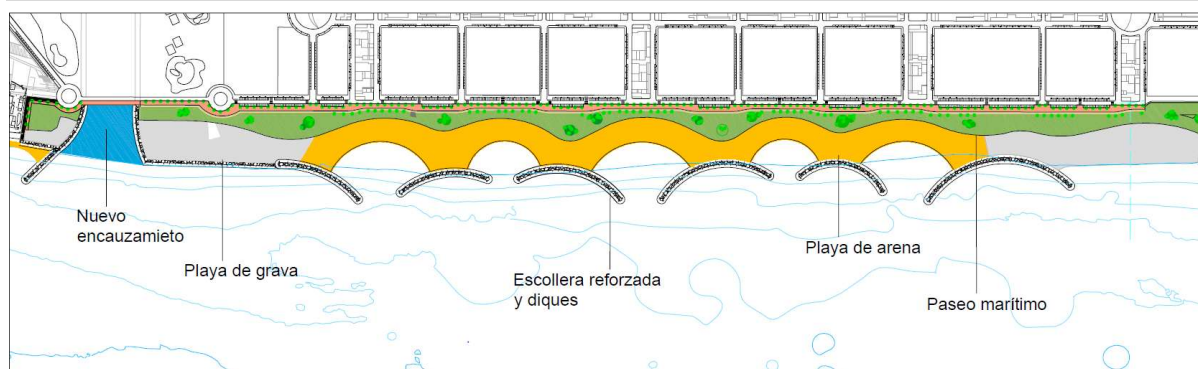 Nuevo
encauzamieto
Playa de grava
Escollera reforzada
y diques
Playa de arena
Paseo marítimo